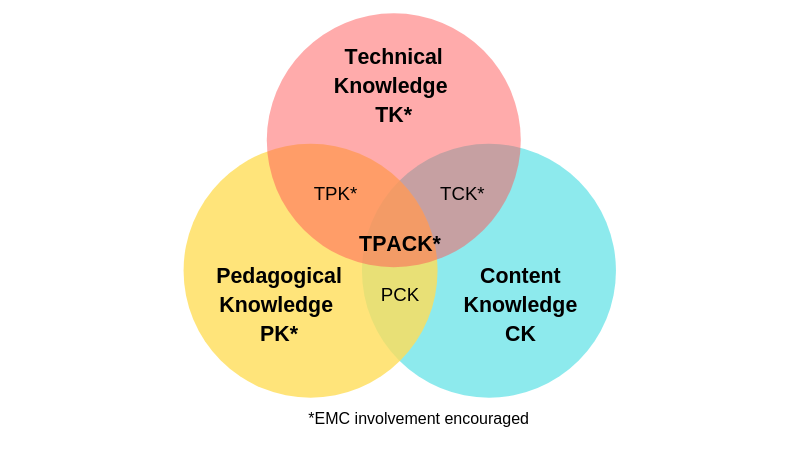 Technical
Knowledge
TK*
TPK*
TCK*
TPACK*
Pedagogical
Knowledge
PK*
PCK
Content
Knowledge
CK
*EMC involvement encouraged